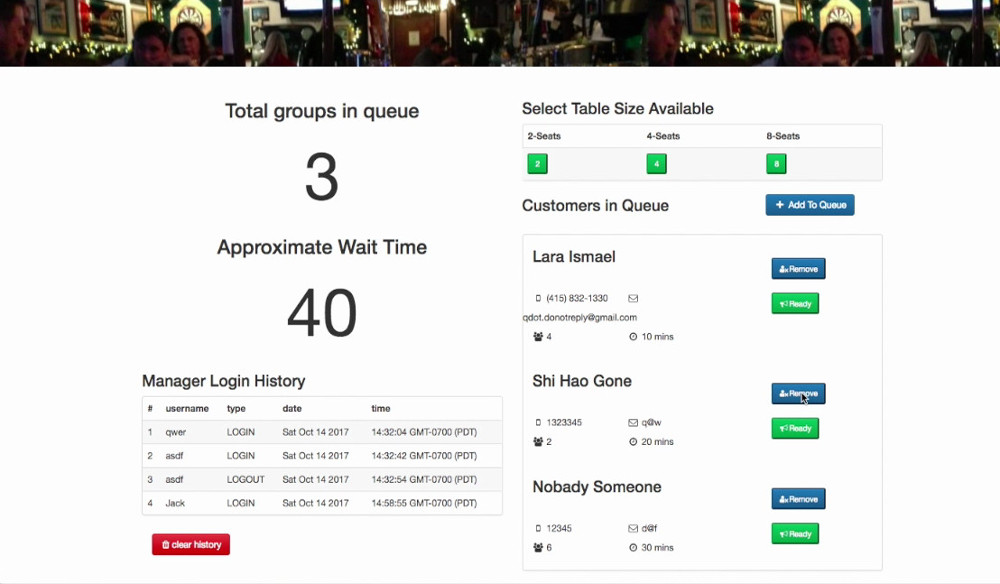 Total groups in queue
3
Approximate Wait Time
40
Manager Login History
# username type date time
1 qwer LOGIN Sat Oct 14 2017 14:32:04 GMT-0700 (PDT)
2 asdf LOGIN Sat Oct 14 2017 14:32:42 GMT-0700 (PDT)
3 asdf LOGOUT Sat Oct 14 2017 14:32:54 GMT-0700 (PDT)
4 Jack LOGIN Sat Oct 14 2017 14:58:55 GMT-0700 (PDT)
clear history
Select Table Size Available
2-Seats 4-Seats 8-Seats
2 4 8
Customers in Queue
+ Add To Queue
Lara Ismael
Remove
(415) 832-1330
Ready
qdot.donotreply@gmail.com
4 10 mins
Shi Hao Gone
Remove
1323345 q@w
Ready
2 20 mins
Nobady Someone
Remove
12345 d@f
Ready
6 30 mins